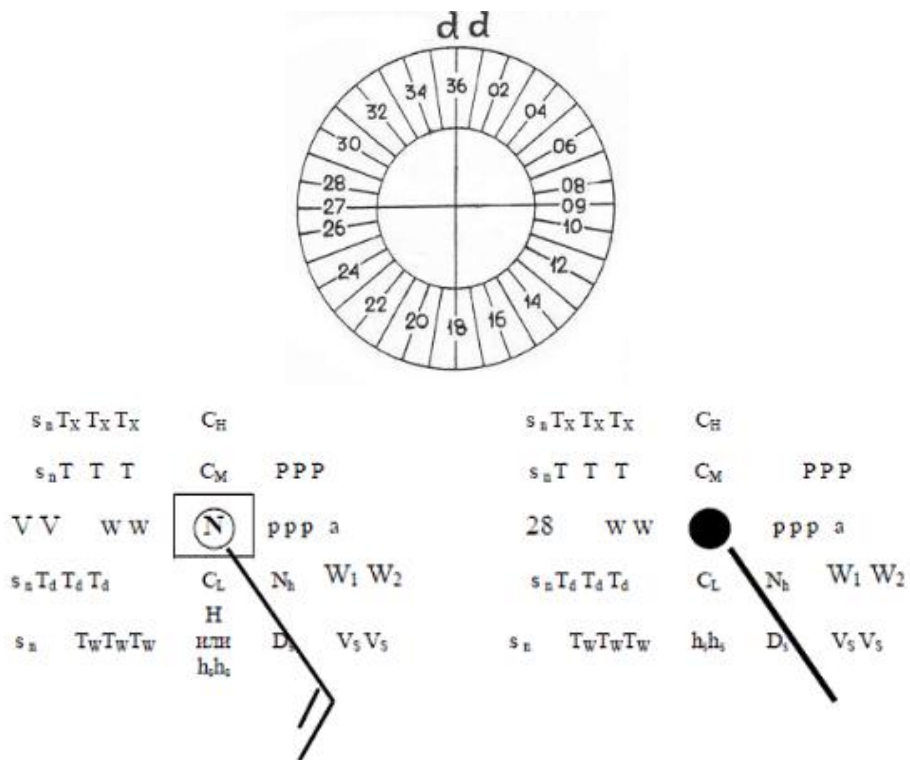 d d
34 36 02
32 04
30 06
28 08
27 09
26 10
24 12
22 14
20 18 16
s n T X T X T X C H
s n T T T C M P P P
V V w w N p p p a
s n T d T d T d C L N h W 1 W 2
H
s n T W T W T W или D s V s V s
h s h s
s n T X T X T X C H
s n T T T C M P P P
28 w w p p p a
s n T d T d T d C L N h W 1 W 2
s n T W T W T W h s h s D s V s V s